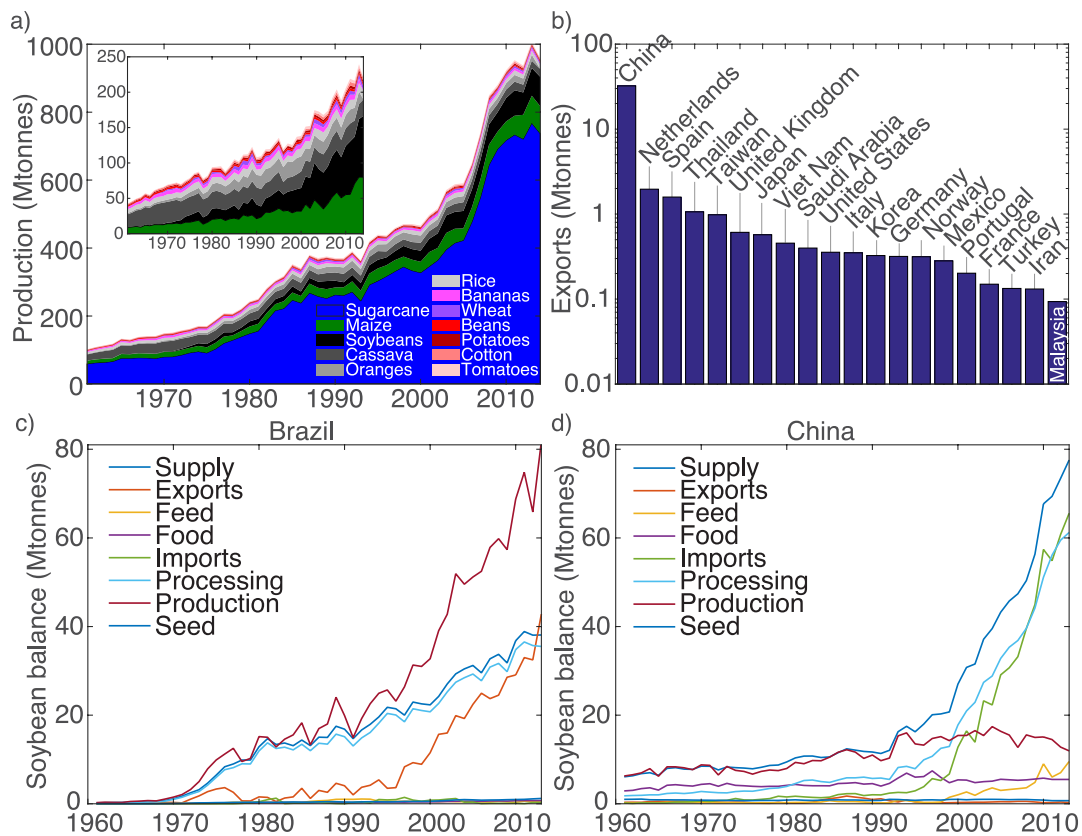 a)
Production (Mtonnes)
1000
800
600
400
200
0
1970
1980
1990
2000
2010
250
200
150
100
50
0
1970
1980
1990
2000
2010
Sugarcane
Maize
Soybeans
Cassava
Oranges
Rice
Bananas
Wheat
Beans
Potatoes
Cotton
Tomatoes
b)
Exports (Mtonnes)
100
10
1
0.1
0.01
China
Netherlands
Spain
Thailand
Taiwan
United Kingdom
Japan
Viet Nam
Saudi Arabia
United States
Italy
Korea
Germany
Norway
Mexico
Portugal
France
Turkey
Iran
Malaysia
c)
Brazil
Soybean balance (Mtonnes)
80
60
40
20
0
1960
1970
1980
1990
2000
2010
Supply
Exports
Feed
Food
Imports
Processing
Production
Seed
d)
China
Soybean balance (Mtonnes)
80
60
40
20
0
1960
1970
1980
1990
2000
2010
Supply
Exports
Feed
Food
Imports
Processing
Production
Seed